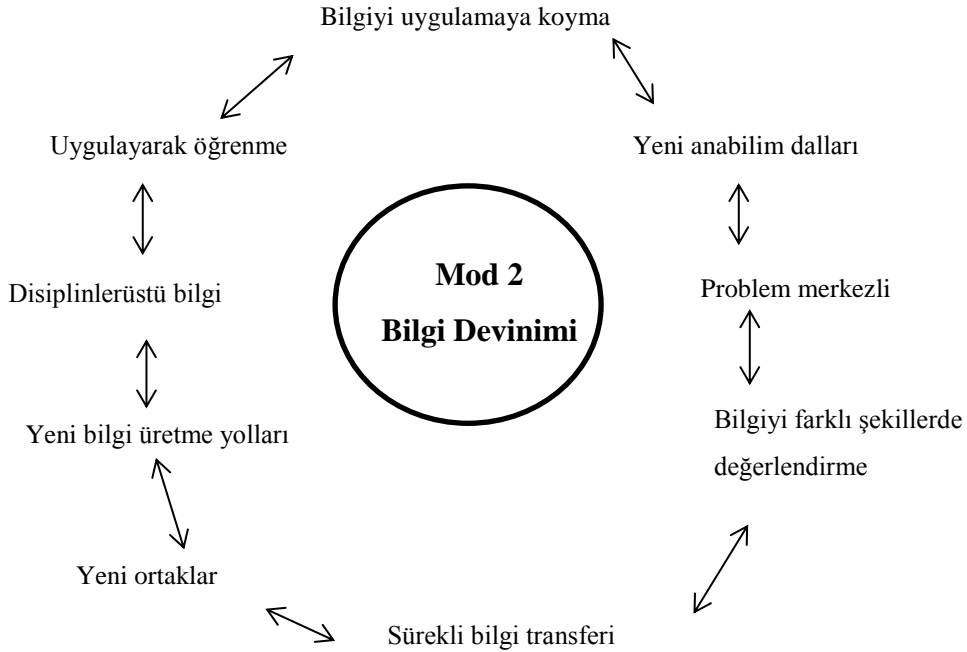 Bilgiyi uygulamaya koyma
Uygulayarak öğrenme
Yeni anabilim dalları
Mod 2
Bilgi Devinimi
Disiplinlerüstü bilgi
Problem merkezli
Yeni bilgi üretme yolları
Bilgiyi farklı şekillerde
değerlendirme
Yeni ortaklar
Sürekli bilgi transferi